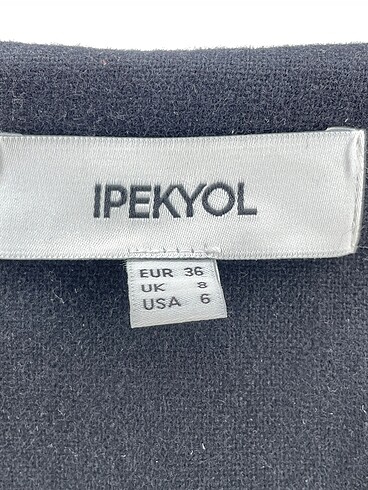 IPEKYOL
EUR 36
UK 8
USA 6